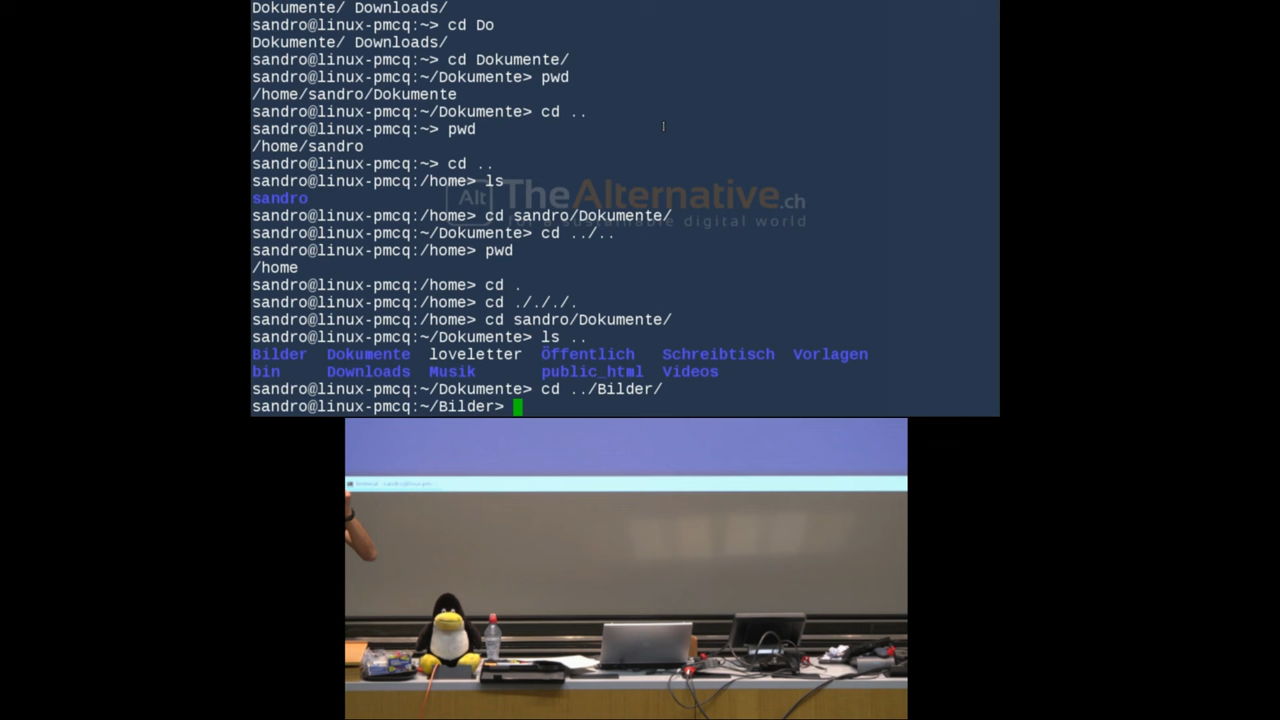 Dokumente/ Downloads/
sandro@linux-pmcq:~> cd Do
Dokumente/ Downloads/
sandro@linux-pmcq:~> cd Dokumente/
sandro@linux-pmcq:~/Dokumente> pwd
/home/sandro/Dokumente
sandro@linux-pmcq:~/Dokumente> cd ..
sandro@linux-pmcq:~> pwd
/home/sandro
sandro@linux-pmcq:~> cd ..
sandro@linux-pmcq:/home> ls
sandro
Alt TheAlternative.ch
sandro@linux-pmcq:/home> cd sandro/Dokumente/
for a sustainable digital world
sandro@linux-pmcq:~/Dokumente> cd ../..
sandro@linux-pmcq:/home> pwd
/home
sandro@linux-pmcq:/home> cd .
sandro@linux-pmcq:/home> cd ./././.
sandro@linux-pmcq:/home> cd sandro/Dokumente/
sandro@linux-pmcq:~/Dokumente> ls ..
Bilder Dokumente loveletter Öffentlich Schreibtisch Vorlagen
bin Downloads Musik public_html Videos
sandro@linux-pmcq:~/Dokumente> cd ../Bilder/
sandro@linux-pmcq:~/Bilder>